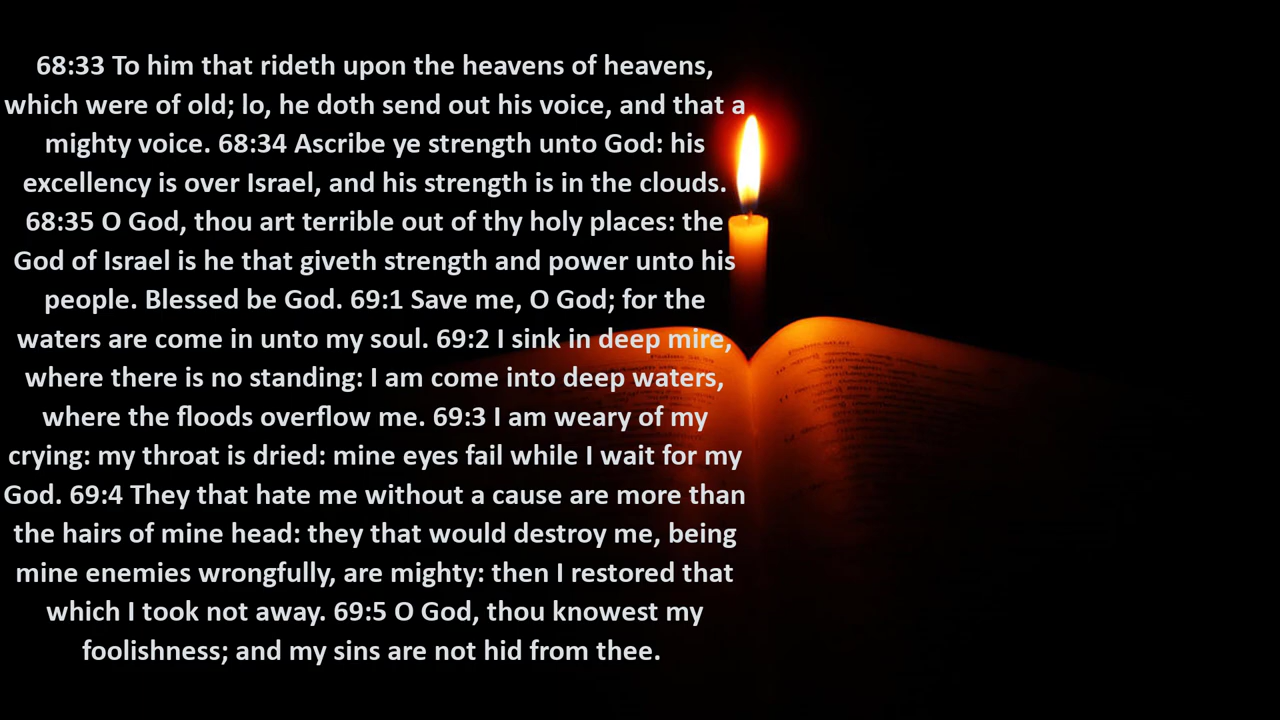 68:33 To him that rideth upon the heavens of heavens,
which were of old; lo, he doth send out his voice, and that a
mighty voice. 68:34 Ascribe ye strength unto God: his
excellency is over Israel, and his strength is in the clouds.
68:35 O God, thou art terrible out of thy holy places: the
God of Israel is he that giveth strength and power unto his
people. Blessed be God. 69:1 Save me, O God; for the
waters are come in unto my soul. 69:2 I sink in deep mire,
where there is no standing: I am come into deep waters,
where the floods overflow me. 69:3 I am weary of my
crying: my throat is dried: mine eyes fail while I wait for my
God. 69:4 They that hate me without a cause are more than
the hairs of mine head: they that would destroy me, being
mine enemies wrongfully, are mighty: then I restored that
which I took not away. 69:5 O God, thou knowest my
foolishness; and my sins are not hid from thee.